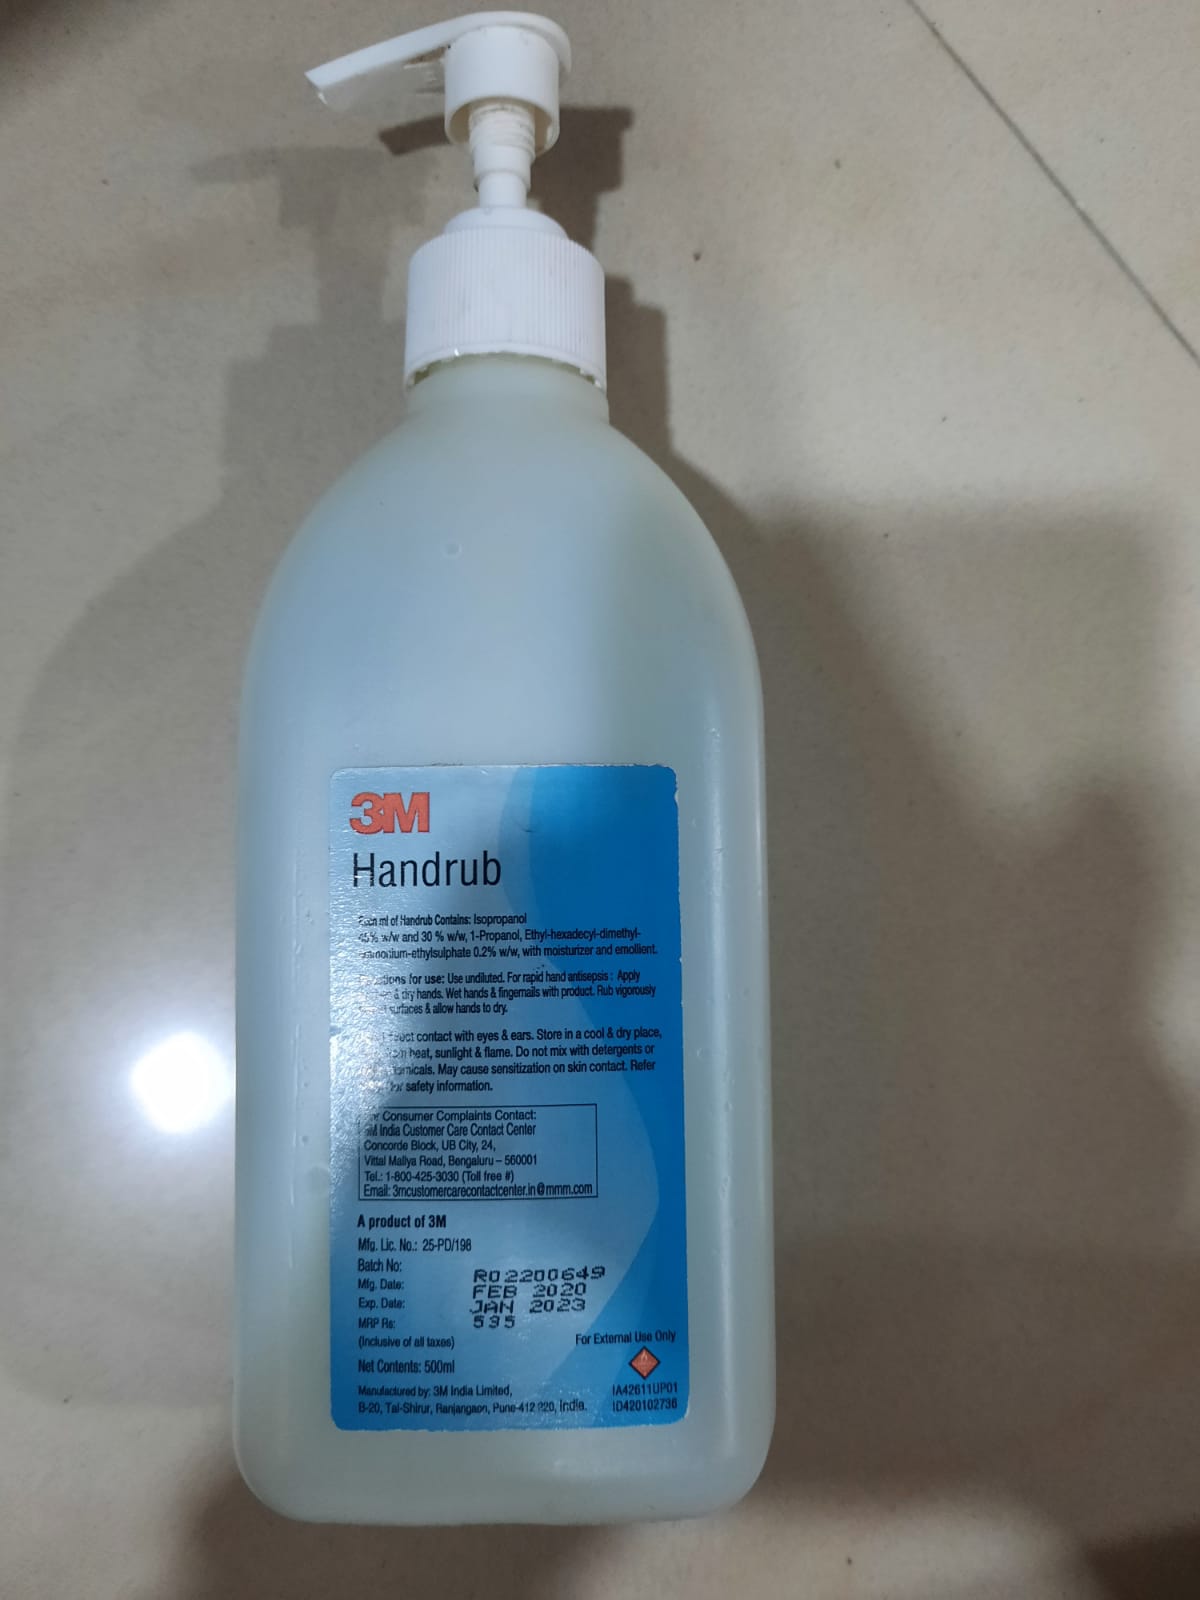 3M
Handrub
ml of Handrub Contains: Isopropanol
45% w/w and 30 % w/w, 1-Propanol, Ethyl-hexadecyl-dimethyl-
ammonium-ethylsulphate 0.2% w/w, with moisturizer and emollient.
for use: Use undiluted. For rapid hand antisepsis : Apply
& dry hands. Wet hands & fingernails with product. Rub vigorously
surfaces & allow hands to dry.
contact with eyes & ears. Store in a cool & dry place,
heat, sunlight & flame. Do not mix with detergents or
May cause sensitization on skin contact. Refer
for safety information.
For Consumer Complaints Contact:
3M India Customer Care Contact Center
Concorde Block, UB City, 24,
Vittal Mallya Road, Bengaluru – 560001
Tel.: 1-800-425-3030 (Toll free #)
Email: 3mcustomercarecontactcenter.in@mmm.com
A product of 3M
Mfg. Lic. No.: 25-PD/198
Batch No: RO2200649
Mfg. Date: FEB 2020
Exp. Date: JAN 2023
MRP Rs: 535
(Inclusive of all taxes)
For External Use Only
Net Contents: 500ml
Manufactured by: 3M India Limited,
B-20, Tal-Shirur, Ranjangaon, Pune-412 220, India.
IA42611UP01
ID420102736